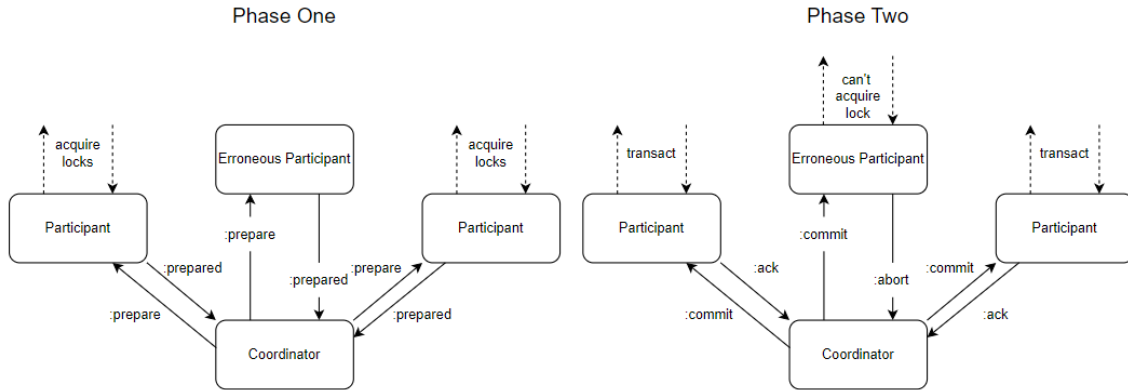 Phase One
Phase Two
acquire
locks
Erroneous Participant
acquire
locks
Participant
Participant
:prepare
:prepared
:prepared
:prepare
:prepare
:prepared
Coordinator
can't
acquire
lock
transact
Erroneous Participant
transact
Participant
Participant
:commit
:ack
:abort
:commit
:commit
:ack
Coordinator